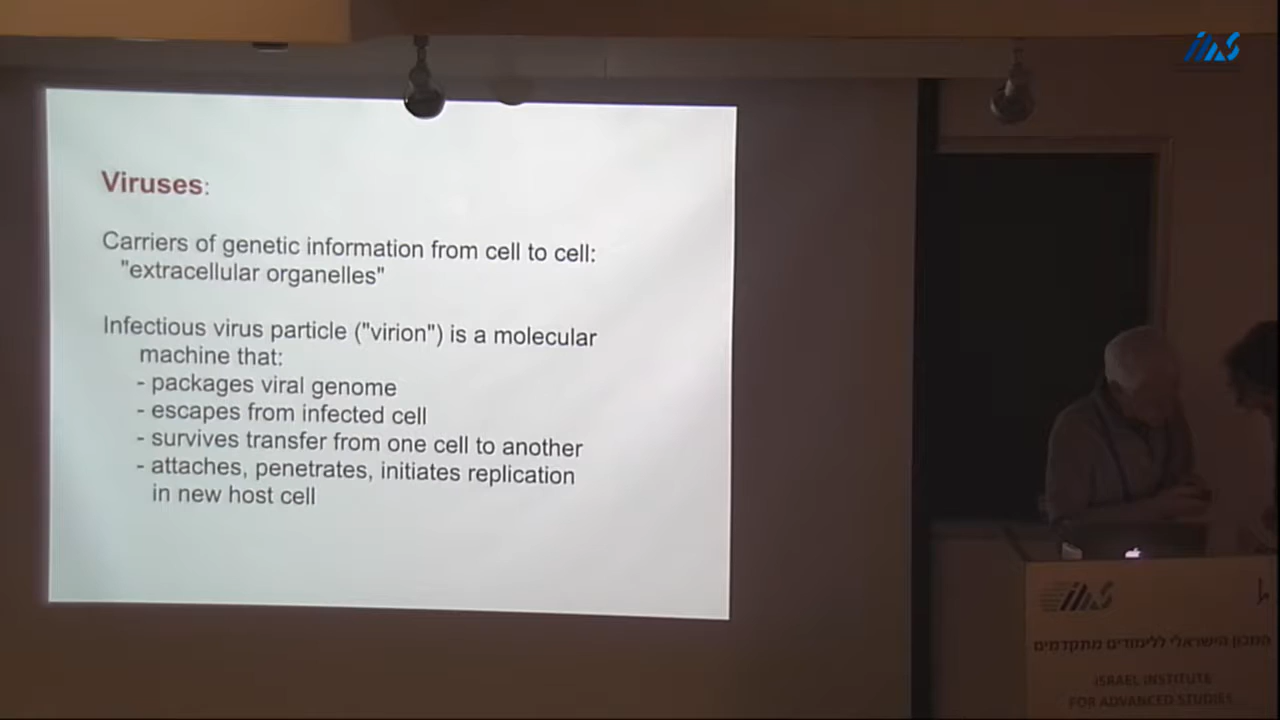 Viruses:
Carriers of genetic information from cell to cell:
"extracellular organelles"
Infectious virus particle ("virion") is a molecular
machine that:
- packages viral genome
- escapes from infected cell
- survives transfer from one cell to another
- attaches, penetrates, initiates replication
in new host cell
iias
iias
המכון הישראלי ללימודים מתקדמים
ISRAEL INSTITUTE
FOR ADVANCED STUDIES